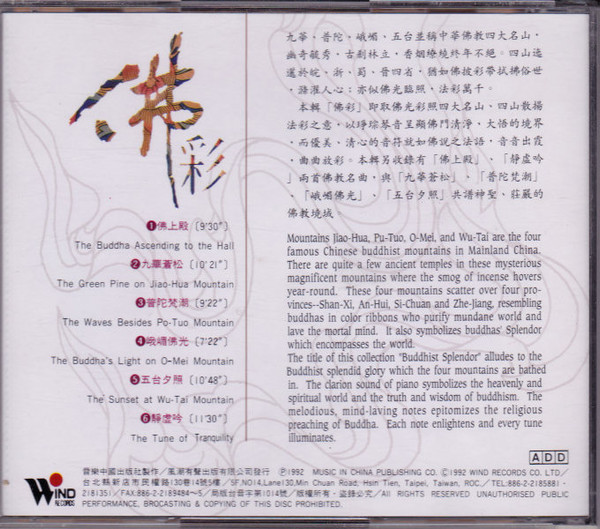 佛彩
❶佛上殿〔9'30"〕
The Buddha Ascending to the Hall
❷九華蒼松〔10'21"〕
The Green Pine on Jiao-Hua Mountain
❸普陀梵潮〔9'22"〕
The Waves Besides Po-Tuo Mountain
❹峨嵋佛光〔7'22"〕
The Buddha's Light on O-Mei Mountain
❺五台夕照〔10'48"〕
The Sunset at Wu-Tai Mountain
❻靜虛吟〔11'30"〕
The Tune of Tranquility
九華，普陀、峨嵋，五台並稱中華佛教四大名山，
幽奇毓秀，古剎林立，香烟繚繞終年不絕。四山迤
邐於皖、浙、蜀、晉四省，猶如佛披彩帶拭拂俗世
，滌濯人心；亦似佛光臨照，法彩萬千。
本輯「佛彩」即取佛光彩照四大名山，四山散揚
法彩之意，以琤琮琴音呈顯佛門清淨，大悟的境界
，而優美，清心的音符就如佛說之法語，音音出霞
，曲曲放彩。本輯另收錄有「佛上殿」、「靜虛吟
」兩首佛教名曲，與「九華蒼松」，「普陀梵潮」
，「峨嵋佛光」、「五台夕照」共譜神聖、莊嚴的
佛教境域
Mountains Jiao-Hua, Pu-Tuo, O-Mei, and Wu-Tai are the four
famous Chinese buddhist mountains in Mainland China.
There are quite a few ancient temples in these mysterious
magnificent mountains where the smog of incense hovers
year-round. These four mountains scatter over four pro-
vinces--Shan-Xi, An-Hui, Si-Chuan and Zhe-Jiang, resembling
buddhas in color ribbons who purify mundane world and
lave the mortal mind. It also symbolizes buddhas' Splendor
which encompasses the world.
The title of this collection "Buddhist Splendor" alludes to the
Buddhist splendid glory which the four mountains are bathed
in. The clarion sound of piano symbolizes the heavenly and
spiritual world and the truth and wisdom of buddhism. The
melodious, mind-laving notes epitomizes the religious
preaching of Buddha. Each note enlightens and every tune
illuminates.
ADD
WIND
RECORDS
音樂中國出版社製作／風潮有聲出版有限公司發行 ℗1992 MUSIC IN CHINA PUBLISHING CO. ©1992 WIND RECORDS CO. LTD／
台北縣新店市民權路130巷14號5樓／5F,NO14,Lane130,Min Chuan Road, Hsin Tien, Taipei, Taiwan, ROC.／TEL:886-2-2185881-
2181351／FAX:886-2-2189484～5／局版台音字第1014號／版權所有・盜錄必究／All RIGHTS RESERVED UNAUTHORISED PUBLIC
PERFORMANCE, BROCASTING & COPYING OF THIS DISC PROHIBITED.